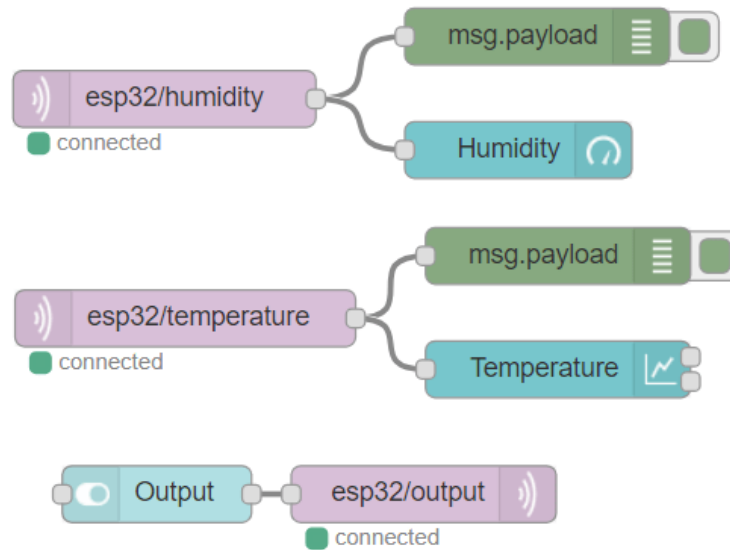 msg.payload
esp32/humidity
connected
Humidity
msg.payload
esp32/temperature
connected
Temperature
Output
esp32/output
connected